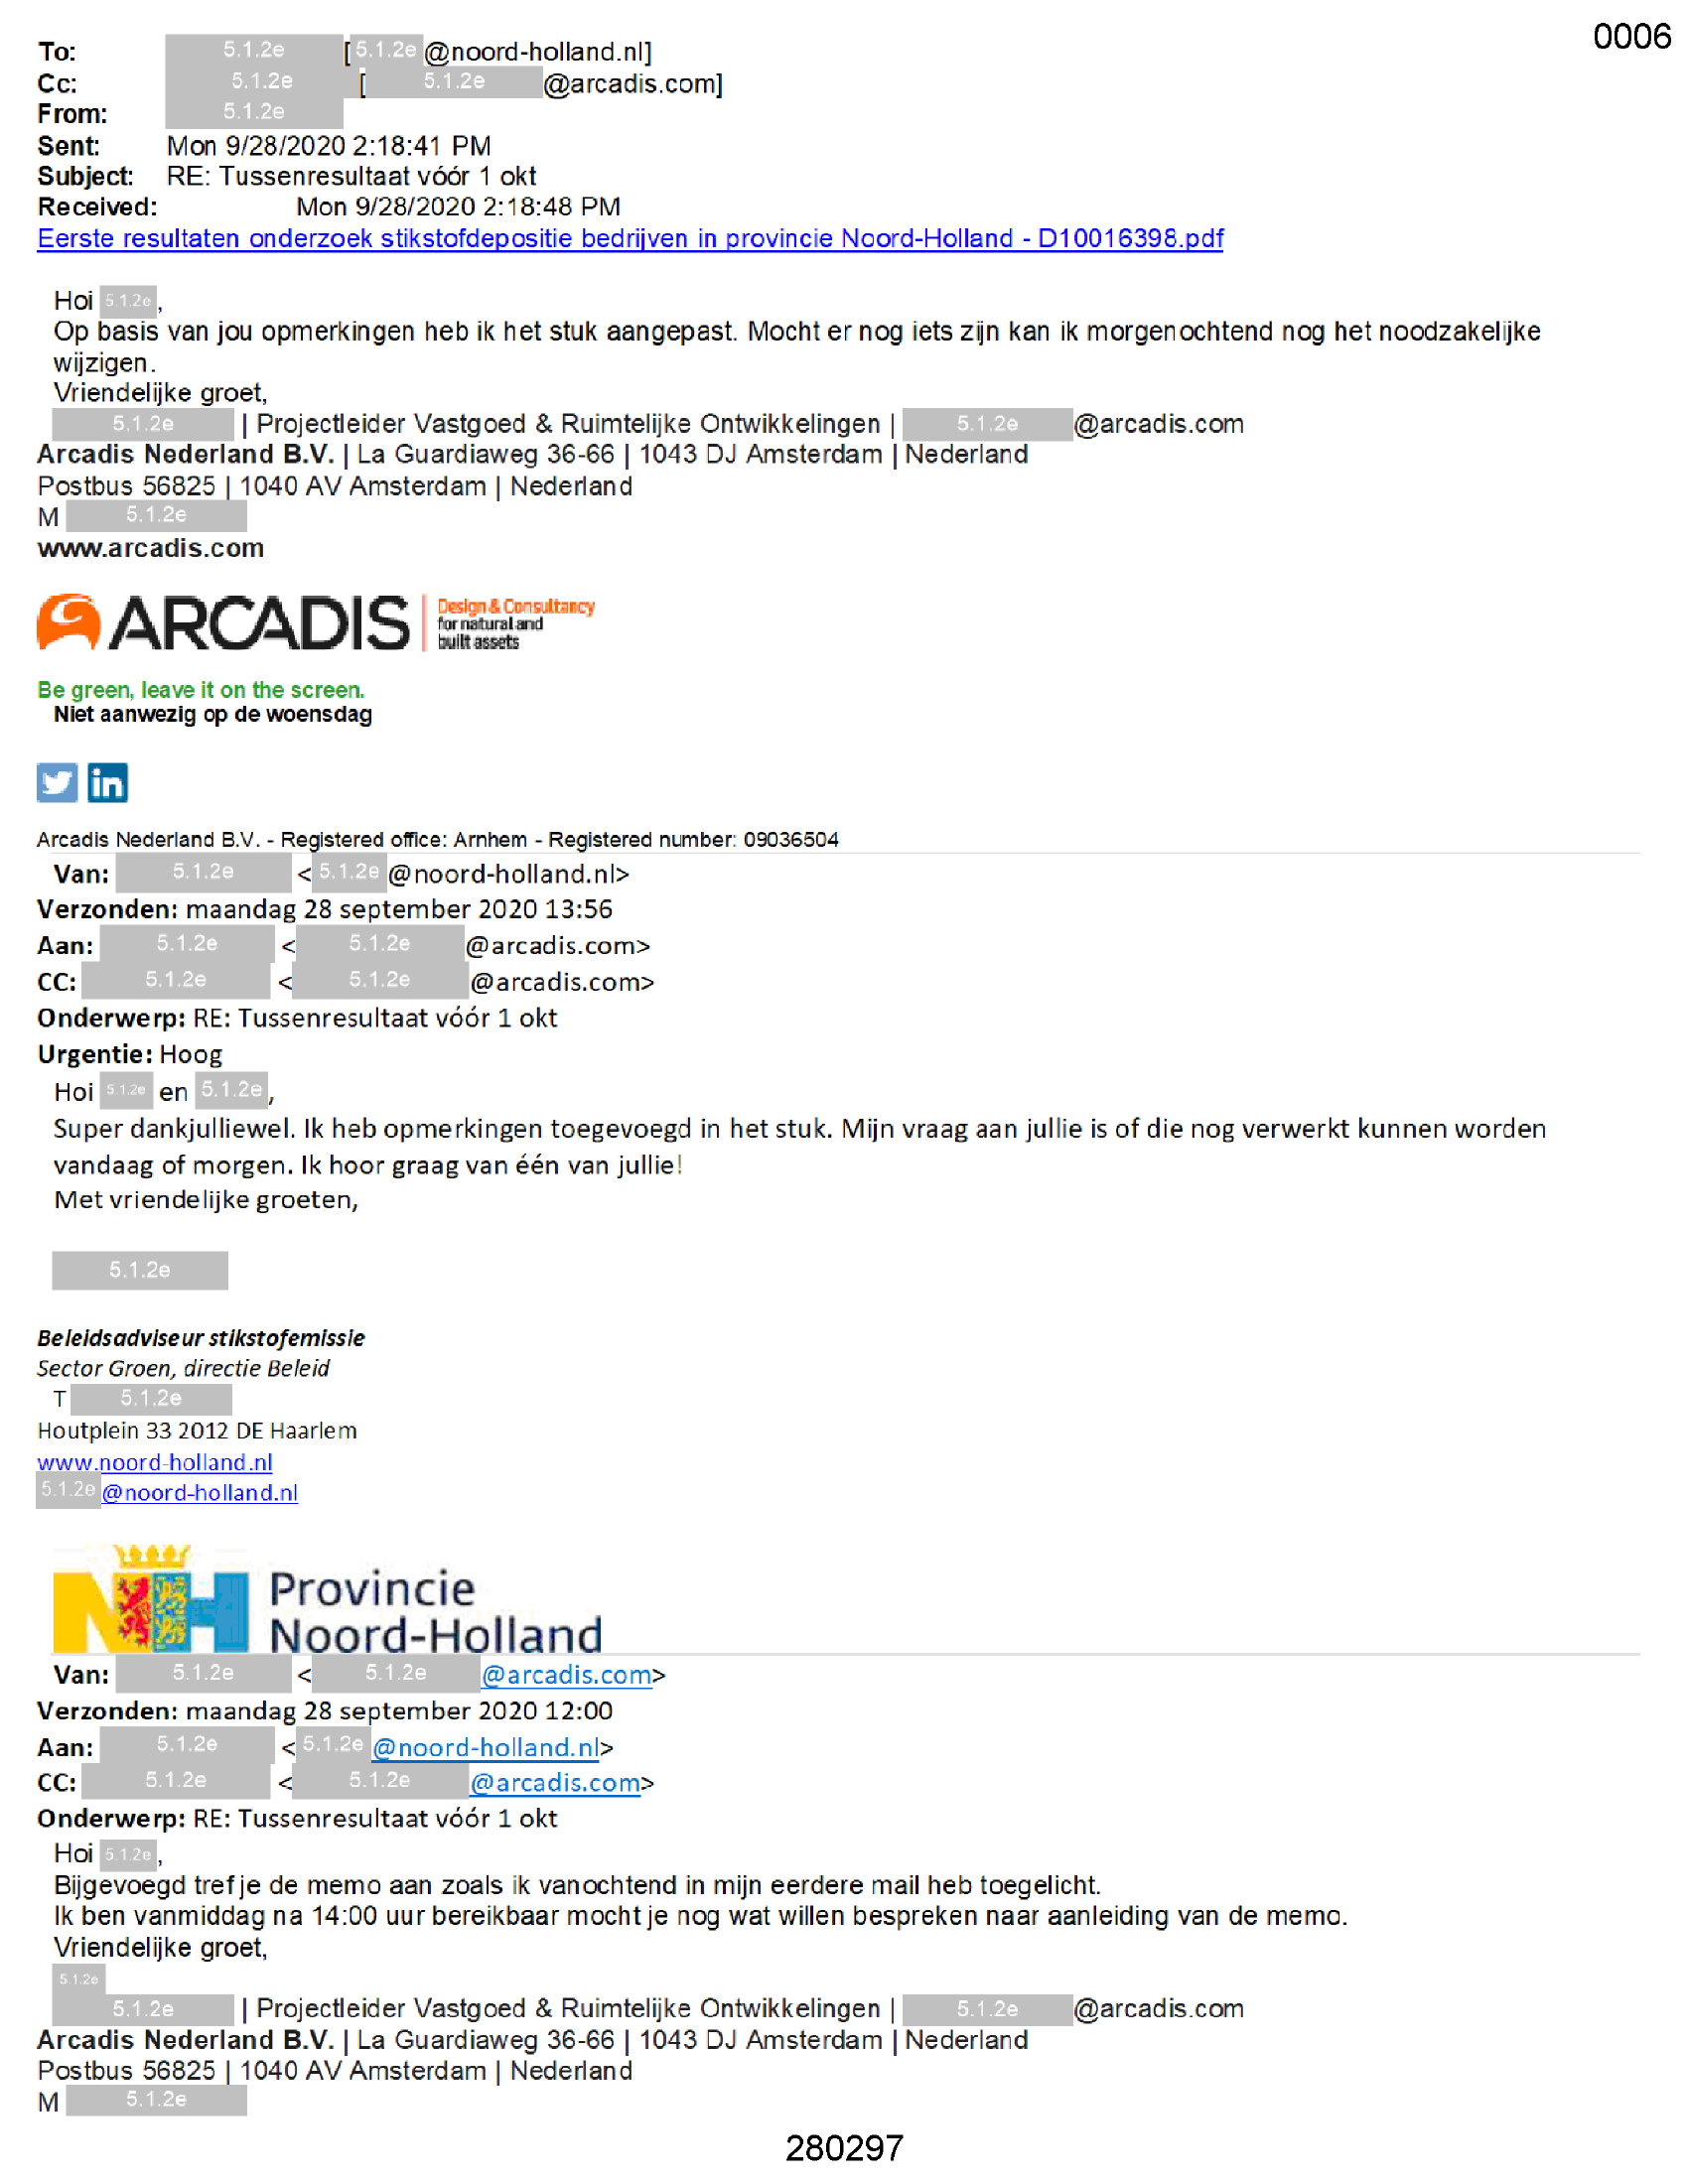 0006
To: 5.1.2e [5.1.2e@noord-holland.nl]
Cc: 5.1.2e [5.1.2e@arcadis.com]
From: 5.1.2e
Sent: Mon 9/28/2020 2:18:41 PM
Subject: RE: Tussenresultaat vóór 1 okt
Received: Mon 9/28/2020 2:18:48 PM
Eerste resultaten onderzoek stikstofdepositie bedrijven in provincie Noord-Holland - D10016398.pdf
Hoi 5.1.2e,
Op basis van jou opmerkingen heb ik het stuk aangepast. Mocht er nog iets zijn kan ik morgenochtend nog het noodzakelijke
wijzigen.
Vriendelijke groet,
5.1.2e | Projectleider Vastgoed & Ruimtelijke Ontwikkelingen | 5.1.2e@arcadis.com
Arcadis Nederland B.V. | La Guardiaweg 36-66 | 1043 DJ Amsterdam | Nederland
Postbus 56825 | 1040 AV Amsterdam | Nederland
M 5.1.2e
www.arcadis.com
ARCADIS Design & Consultancy
for natural and
built assets
Be green, leave it on the screen.
Niet aanwezig op de woensdag
in
Arcadis Nederland B.V. - Registered office: Arnhem - Registered number: 09036504
Van: 5.1.2e <5.1.2e@noord-holland.nl>
Verzonden: maandag 28 september 2020 13:56
Aan: 5.1.2e <5.1.2e@arcadis.com>
CC: 5.1.2e <5.1.2e@arcadis.com>
Onderwerp: RE: Tussenresultaat vóór 1 okt
Urgentie: Hoog
Hoi 5.1.2e en 5.1.2e,
Super dankjulliewel. Ik heb opmerkingen toegevoegd in het stuk. Mijn vraag aan jullie is of die nog verwerkt kunnen worden
vandaag of morgen. Ik hoor graag van één van jullie!
Met vriendelijke groeten,
5.1.2e
Beleidsadviseur stikstofemissie
Sector Groen, directie Beleid
T 5.1.2e
Houtplein 33 2012 DE Haarlem
www.noord-holland.nl
5.1.2e@noord-holland.nl
NH Provincie
Noord-Holland
Van: 5.1.2e <5.1.2e@arcadis.com>
Verzonden: maandag 28 september 2020 12:00
Aan: 5.1.2e <5.1.2e@noord-holland.nl>
CC: 5.1.2e <5.1.2e@arcadis.com>
Onderwerp: RE: Tussenresultaat vóór 1 okt
Hoi 5.1.2e,
Bijgevoegd tref je de memo aan zoals ik vanochtend in mijn eerdere mail heb toegelicht.
Ik ben vanmiddag na 14:00 uur bereikbaar mocht je nog wat willen bespreken naar aanleiding van de memo.
Vriendelijke groet,
5.1.2e
5.1.2e | Projectleider Vastgoed & Ruimtelijke Ontwikkelingen | 5.1.2e@arcadis.com
Arcadis Nederland B.V. | La Guardiaweg 36-66 | 1043 DJ Amsterdam | Nederland
Postbus 56825 | 1040 AV Amsterdam | Nederland
M 5.1.2e
280297